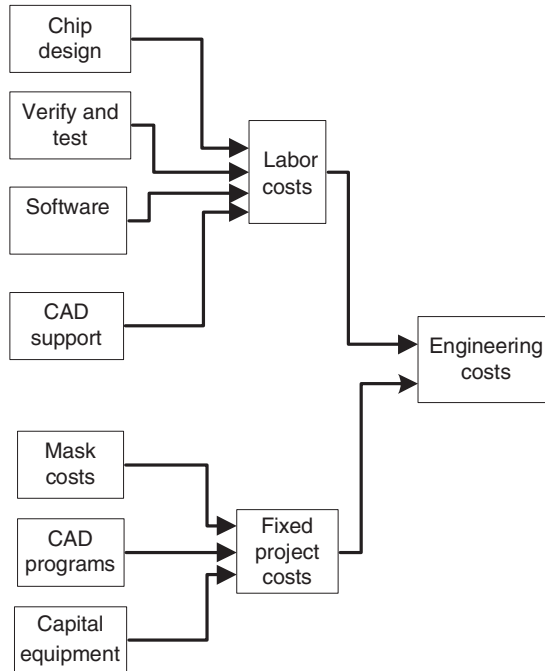 Chip
design
Verify and
test
Software
CAD
support
Labor
costs
Engineering
costs
Mask
costs
CAD
programs
Capital
equipment
Fixed
project
costs